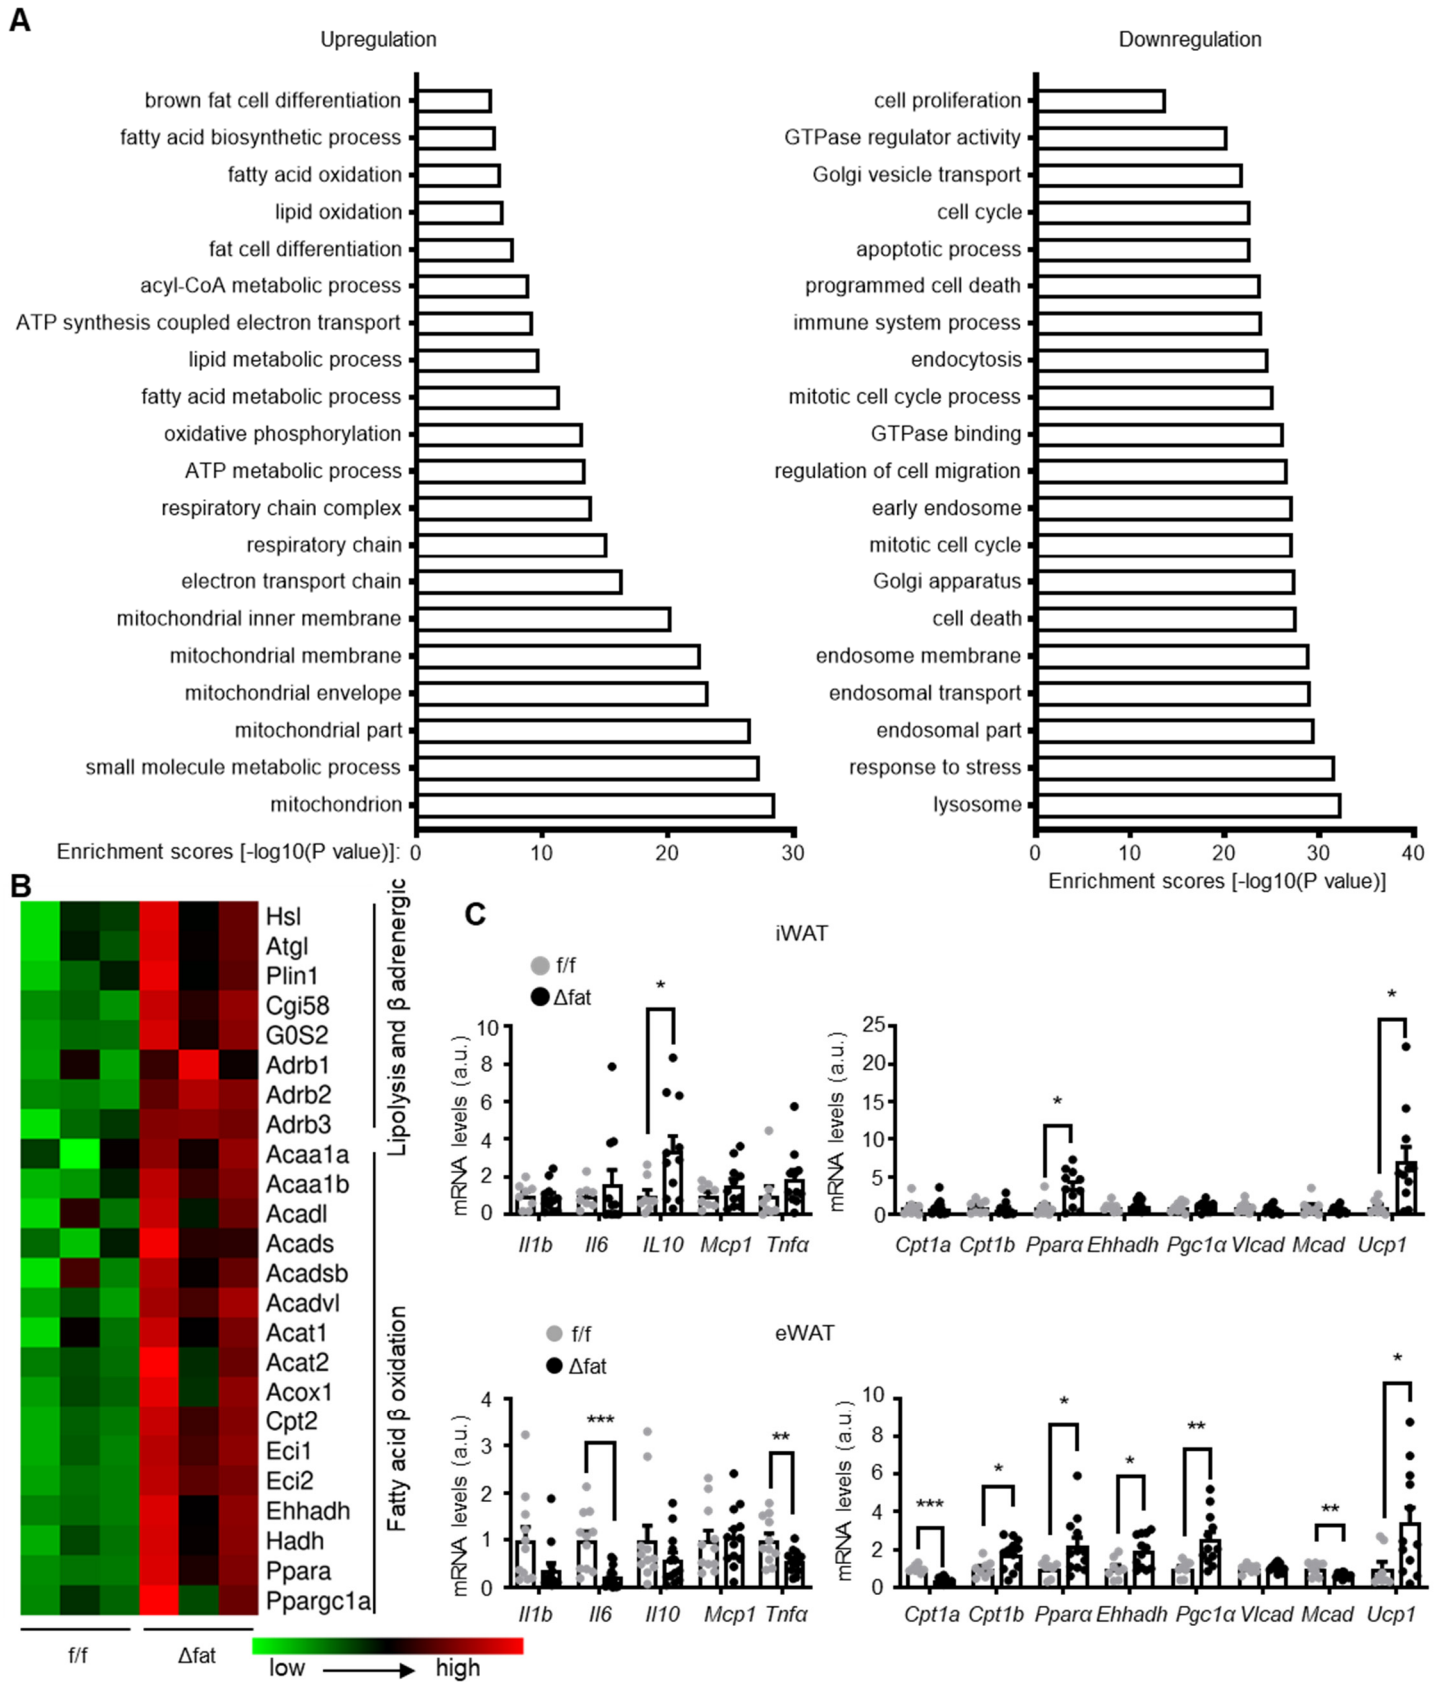 A
Upregulation
brown fat cell differentiation
fatty acid biosynthetic process
fatty acid oxidation
lipid oxidation
fat cell differentiation
acyl-CoA metabolic process
ATP synthesis coupled electron transport
lipid metabolic process
fatty acid metabolic process
oxidative phosphorylation
ATP metabolic process
respiratory chain complex
respiratory chain
electron transport chain
mitochondrial inner membrane
mitochondrial membrane
mitochondrial envelope
mitochondrial part
small molecule metabolic process
mitochondrion
Enrichment scores [-log10(P value)]: 0 10 20 30
Downregulation
cell proliferation
GTPase regulator activity
Golgi vesicle transport
cell cycle
apoptotic process
programmed cell death
immune system process
endocytosis
mitotic cell cycle process
GTPase binding
regulation of cell migration
early endosome
mitotic cell cycle
Golgi apparatus
cell death
endosome membrane
endosomal transport
endosomal part
response to stress
lysosome
0 10 20 30 40
Enrichment scores [-log10(P value)]
B
Hsl
Atgl
Plin1
Cgi58
G0S2
Adrb1
Adrb2
Adrb3
Acaa1a
Acaa1b
Acadl
Acads
Acadsb
Acadvl
Acat1
Acat2
Acox1
Cpt2
Eci1
Eci2
Ehhadh
Hadh
Ppara
Ppargc1a
Lipolysis and β adrenergic
Fatty acid β oxidation
f/f Δfat
low high
C
iWAT
f/f
Δfat
mRNA levels (a.u.)
10
8
6
4
2
0
*
Il1b Il6 IL10 Mcp1 Tnfα
mRNA levels (a.u.)
25
20
15
10
5
0
* *
Cpt1a Cpt1b Pparα Ehhadh Pgc1α Vlcad Mcad Ucp1
eWAT
f/f
Δfat
mRNA levels (a.u.)
4
3
2
1
0
*** **
Il1b Il6 Il10 Mcp1 Tnfα
mRNA levels (a.u.)
10
8
6
4
2
0
*** * * * ** ** *
Cpt1a Cpt1b Pparα Ehhadh Pgc1α Vlcad Mcad Ucp1